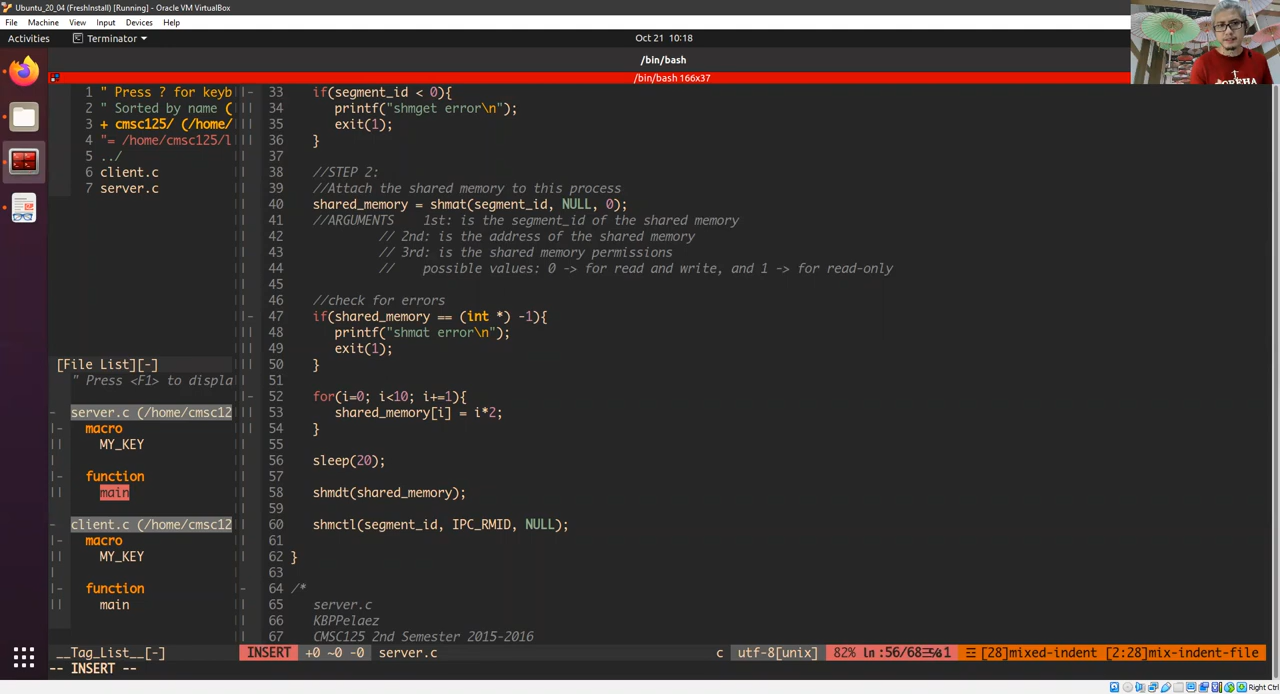 Ubuntu_20_04 (FreshInstall) [Running] - Oracle VM VirtualBox
File Machine View Input Devices Help
Activities Terminator Oct 21 10:18
/bin/bash
/bin/bash 166x37
1 " Press ? for keyb
2 " Sorted by name (
3 + cmsc125/ (/home/
4 "= /home/cmsc125/l
5 ../
6 client.c
7 server.c
[File List][-]
" Press <F1> to displa
server.c (/home/cmsc12
macro
MY_KEY
function
main
client.c (/home/cmsc12
macro
MY_KEY
function
main
__Tag_List__[-]
33 if(segment_id < 0){
34 printf("shmget error\n");
35 exit(1);
36 }
37
38 //STEP 2:
39 //Attach the shared memory to this process
40 shared_memory = shmat(segment_id, NULL, 0);
41 //ARGUMENTS 1st: is the segment_id of the shared memory
42 // 2nd: is the address of the shared memory
43 // 3rd: is the shared memory permissions
44 // possible values: 0 -> for read and write, and 1 -> for read-only
45
46 //check for errors
47 if(shared_memory == (int *) -1){
48 printf("shmat error\n");
49 exit(1);
50 }
51
52 for(i=0; i<10; i+=1){
53 shared_memory[i] = i*2;
54 }
55
56 sleep(20);
57
58 shmdt(shared_memory);
59
60 shmctl(segment_id, IPC_RMID, NULL);
61
62 }
63
64 /*
65 server.c
66 KBPPelaez
67 CMSC125 2nd Semester 2015-2016
INSERT +0 ~0 -0 server.c c utf-8[unix] 82% ln:56/68 1 [28]mixed-indent [2:28]mix-indent-file
-- INSERT --
Right Ctrl